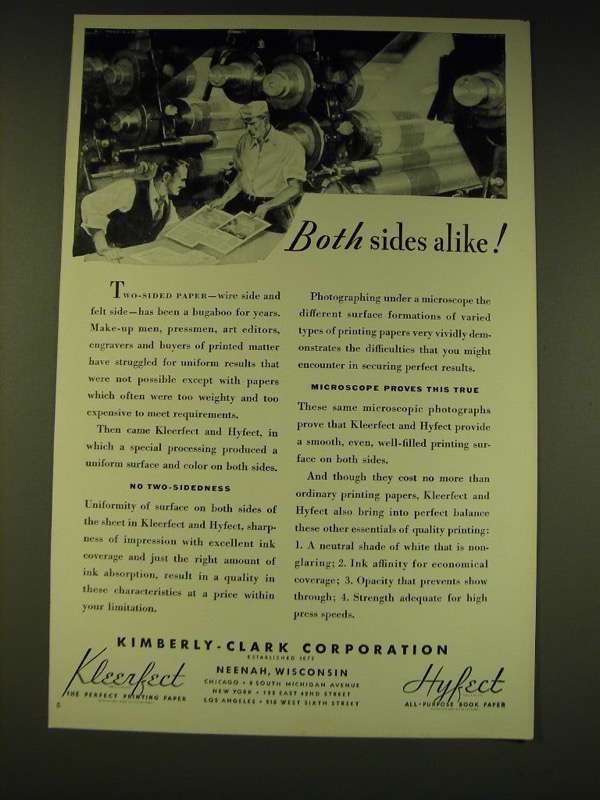 Both sides alike!
TWO-SIDED PAPER—wire side and
felt side—has been a bugaboo for years.
Make-up men, pressmen, art editors,
engravers and buyers of printed matter
have struggled for uniform results that
were not possible except with papers
which often were too weighty and too
expensive to meet requirements.
Then came Kleerfect and Hyfect, in
which a special processing produced a
uniform surface and color on both sides.
NO TWO-SIDEDNESS
Uniformity of surface on both sides of
the sheet in Kleerfect and Hyfect, sharp-
ness of impression with excellent ink
coverage and just the right amount of
ink absorption, result in a quality in
these characteristics at a price within
your limitation.
Photographing under a microscope the
different surface formations of varied
types of printing papers very vividly dem-
onstrates the difficulties that you might
encounter in securing perfect results.
MICROSCOPE PROVES THIS TRUE
These same microscopic photographs
prove that Kleerfect and Hyfect provide
a smooth, even, well-filled printing sur-
face on both sides.
And though they cost no more than
ordinary printing papers, Kleerfect and
Hyfect also bring into perfect balance
these other essentials of quality printing:
1. A neutral shade of white that is non-
glaring; 2. Ink affinity for economical
coverage; 3. Opacity that prevents show
through; 4. Strength adequate for high
press speeds.
KIMBERLY-CLARK CORPORATION
ESTABLISHED 1872
NEENAH, WISCONSIN
CHICAGO • 8 SOUTH MICHIGAN AVENUE
NEW YORK • 122 EAST 42ND STREET
LOS ANGELES • 510 WEST SIXTH STREET
Kleerfect
THE PERFECT PRINTING PAPER
Hyfect
ALL-PURPOSE BOOK PAPER